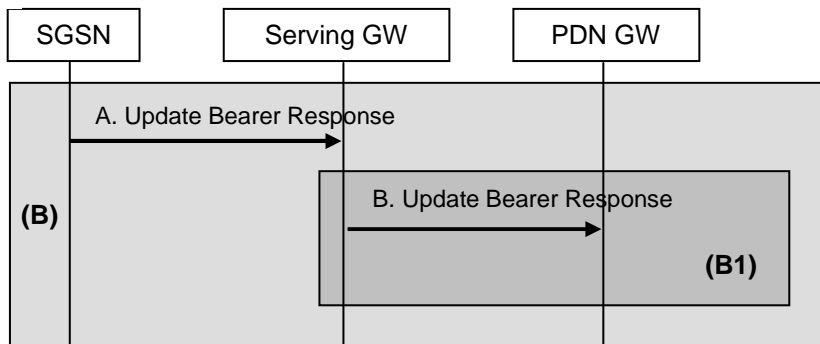 SGSN
Serving GW
PDN GW
A. Update Bearer Response
(B)
B. Update Bearer Response
(B1)